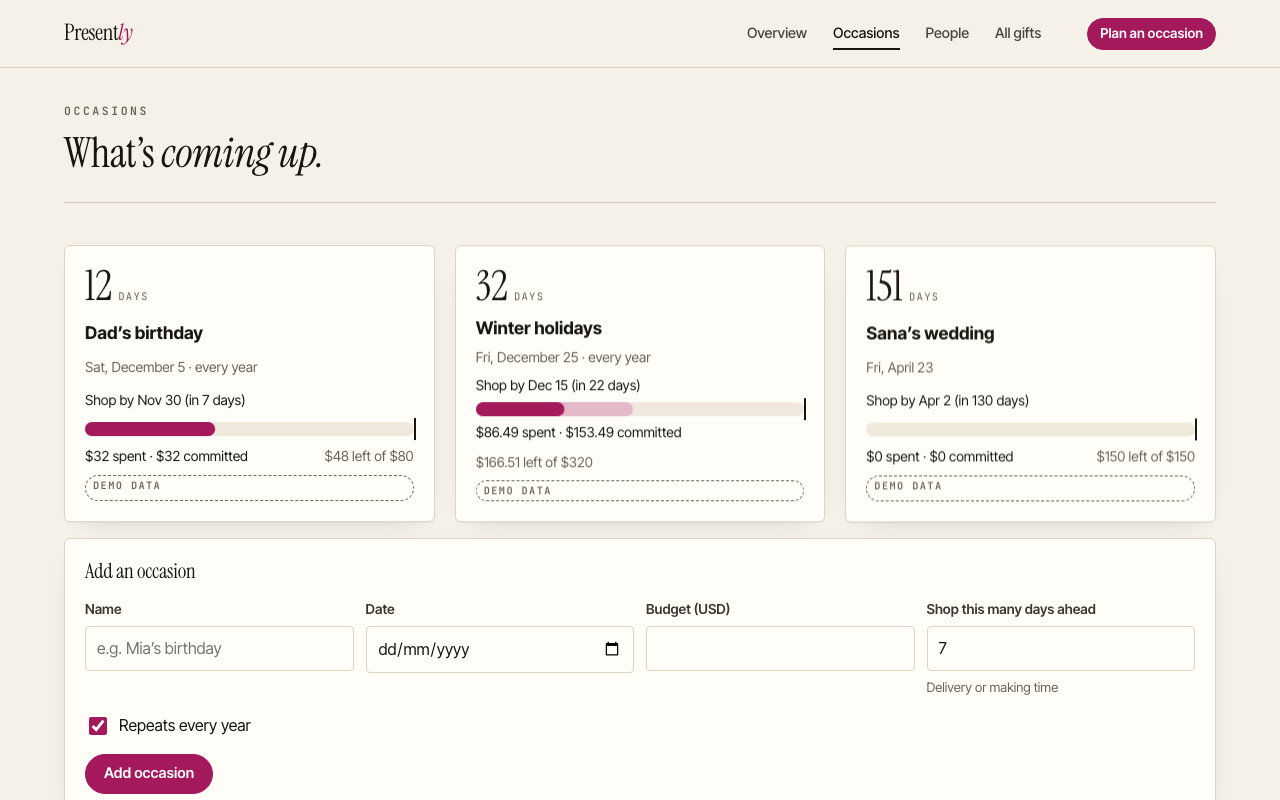 Presently
Overview
Occasions
People
All gifts
Plan an occasion
OCCASIONS
What’s coming up.
12 DAYS
Dad’s birthday
Sat, December 5 · every year
Shop by Nov 30 (in 7 days)
$32 spent · $32 committed
$48 left of $80
DEMO DATA
32 DAYS
Winter holidays
Fri, December 25 · every year
Shop by Dec 15 (in 22 days)
$86.49 spent · $153.49 committed
$166.51 left of $320
DEMO DATA
151 DAYS
Sana’s wedding
Fri, April 23
Shop by Apr 2 (in 130 days)
$0 spent · $0 committed
$150 left of $150
DEMO DATA
Add an occasion
Name
e.g. Mia’s birthday
Date
dd/mm/yyyy
Budget (USD)
Shop this many days ahead
7
Delivery or making time
Repeats every year
Add occasion